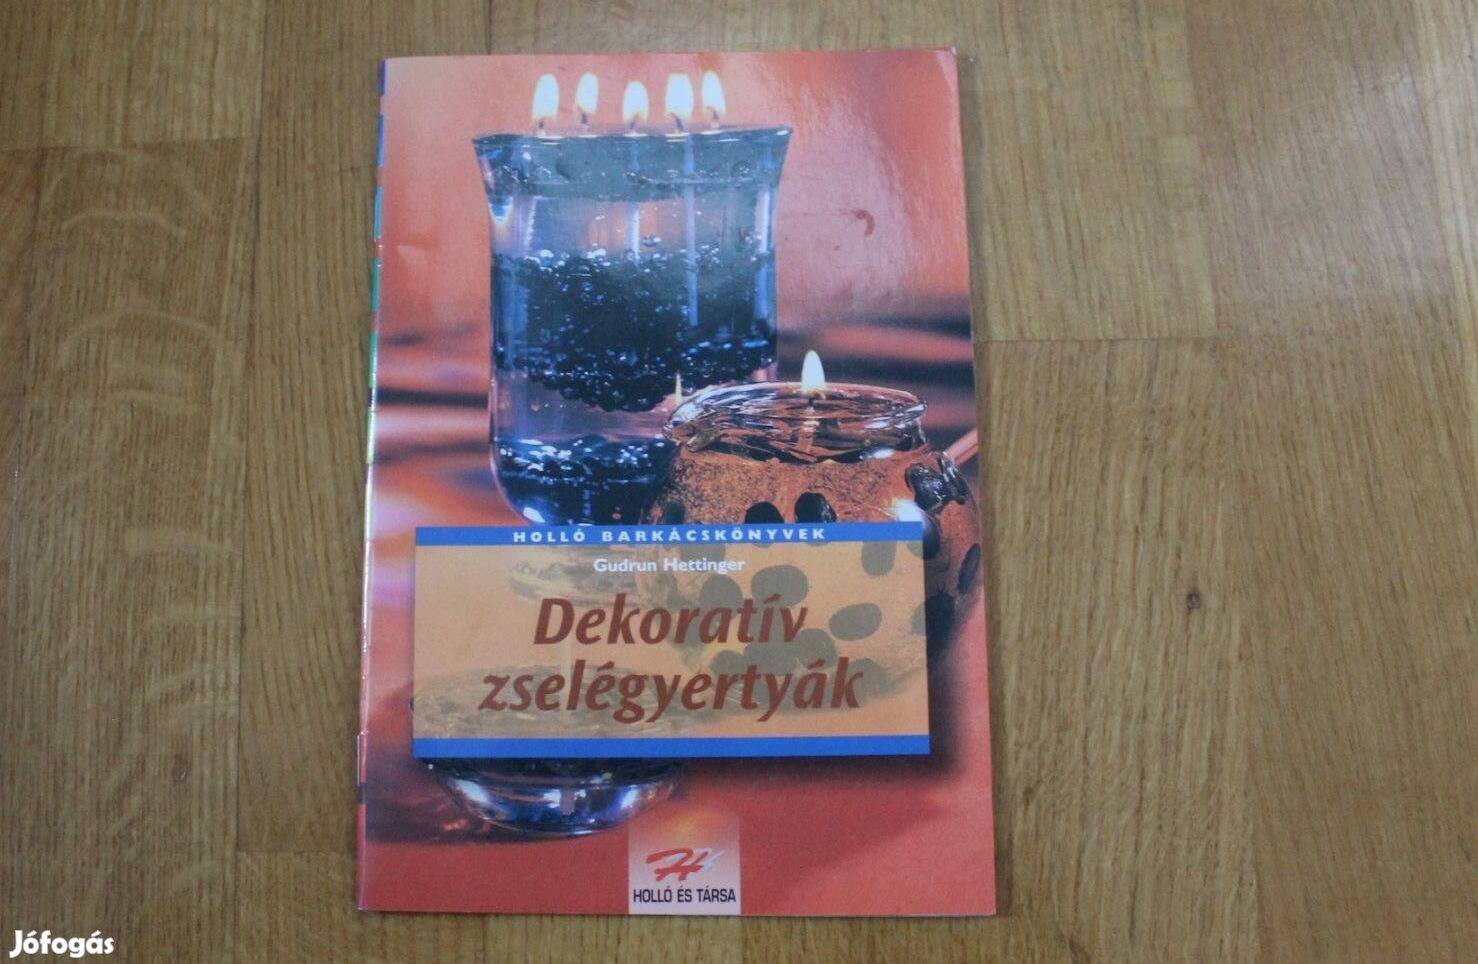 HOLLÓ BARKÁCSKÖNYVEK
Gudrun Hettinger
Dekoratív
zselégyertyák
HOLLÓ ÉS TÁRSA
Jófogás